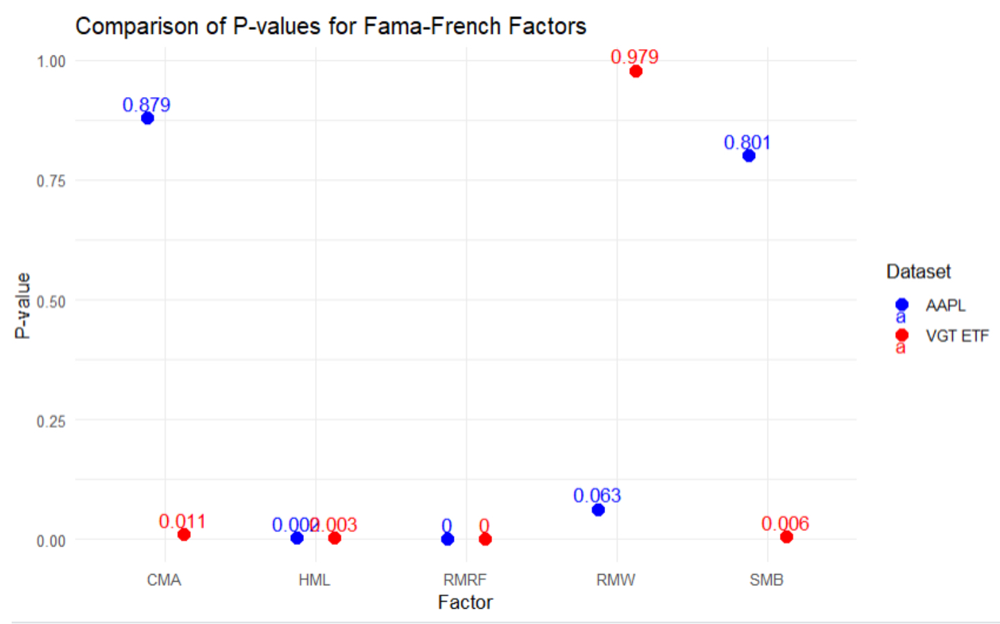 Comparison of P-values for Fama-French Factors
1.00
0.75
0.50
0.25
0.00
P-value
0.879
0.011
0.002
0.003
0
0
0.063
0.979
0.801
0.006
CMA
HML
RMRF
RMW
SMB
Factor
Dataset
a AAPL
a VGT ETF